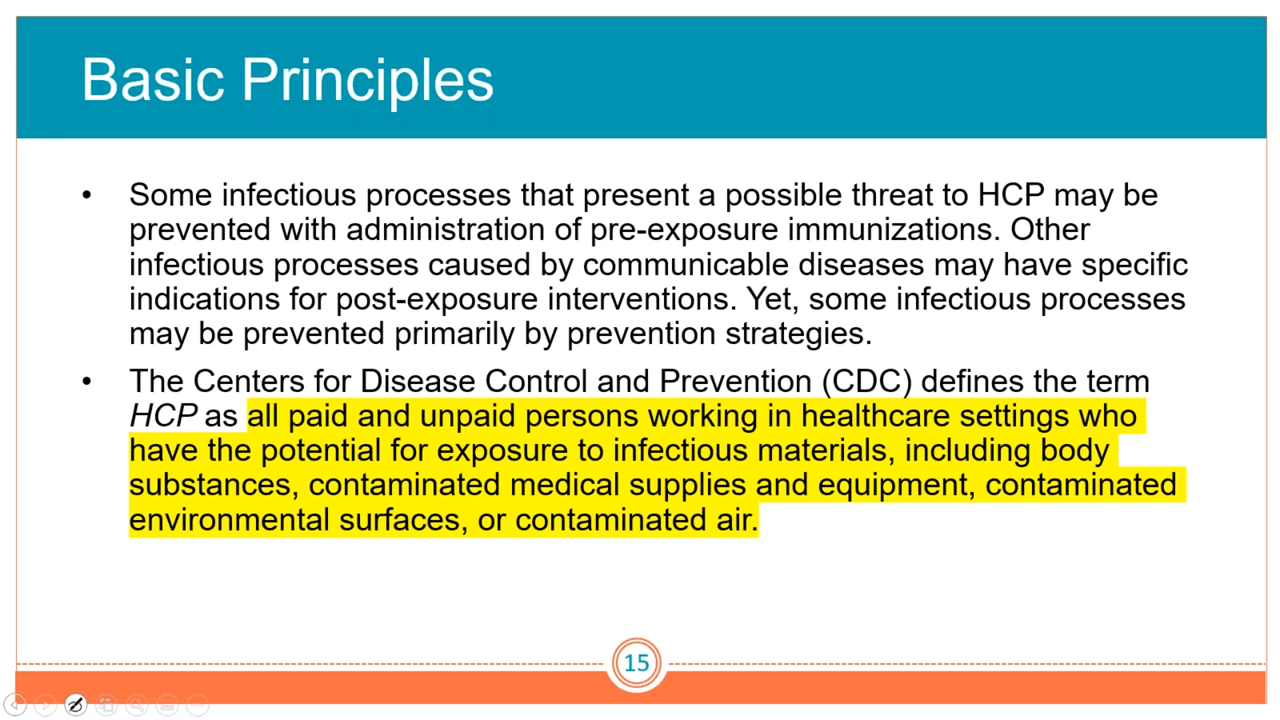 Basic Principles
• Some infectious processes that present a possible threat to HCP may be
prevented with administration of pre-exposure immunizations. Other
infectious processes caused by communicable diseases may have specific
indications for post-exposure interventions. Yet, some infectious processes
may be prevented primarily by prevention strategies.
• The Centers for Disease Control and Prevention (CDC) defines the term
HCP as all paid and unpaid persons working in healthcare settings who
have the potential for exposure to infectious materials, including body
substances, contaminated medical supplies and equipment, contaminated
environmental surfaces, or contaminated air.
15